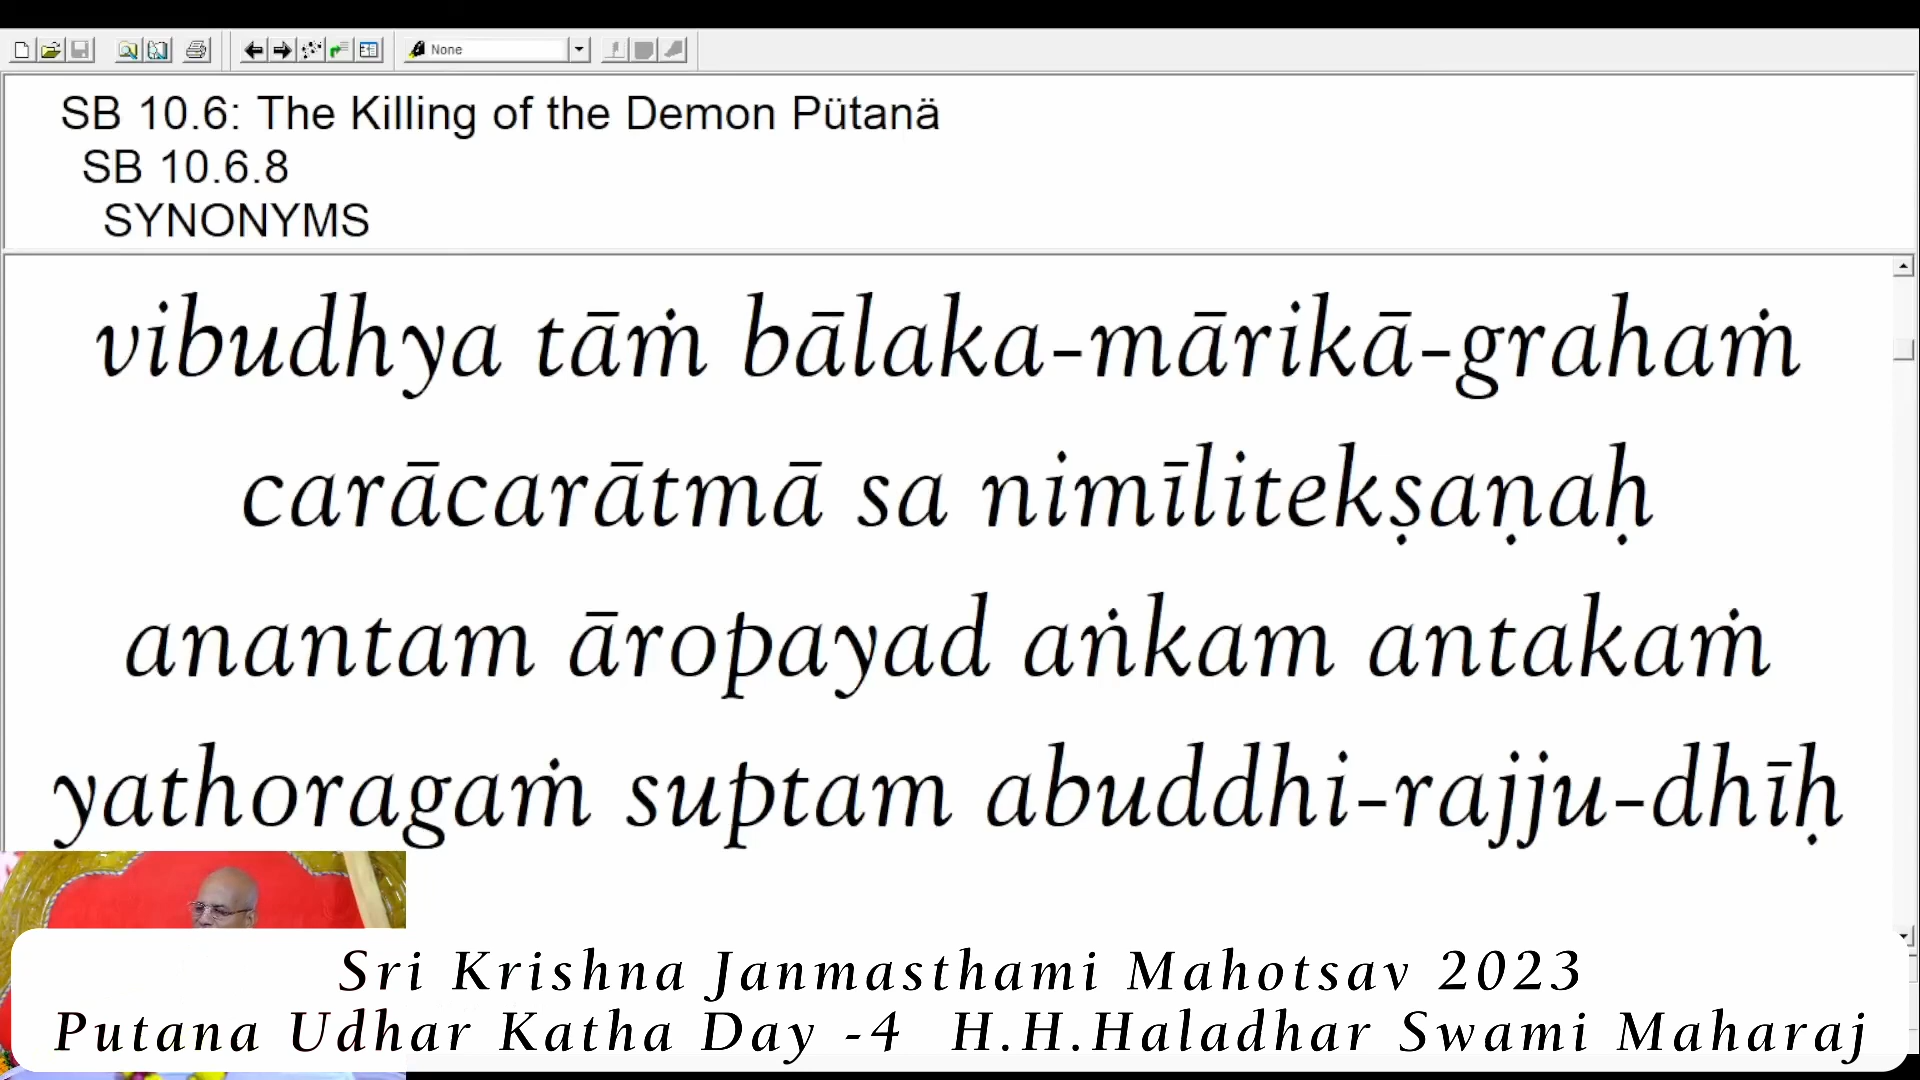 None
SB 10.6: The Killing of the Demon Pütanä
SB 10.6.8
SYNONYMS
vibudhya tāṁ bālaka-mārikā-grahaṁ
carācarātmā sa nimīlitekṣaṇaḥ
anantam āropayad aṅkam antakaṁ
yathoragaṁ suptam abuddhi-rajju-dhīḥ
Sri Krishna Janmasthami Mahotsav 2023
Putana Udhar Katha Day -4 H.H.Haladhar Swami Maharaj